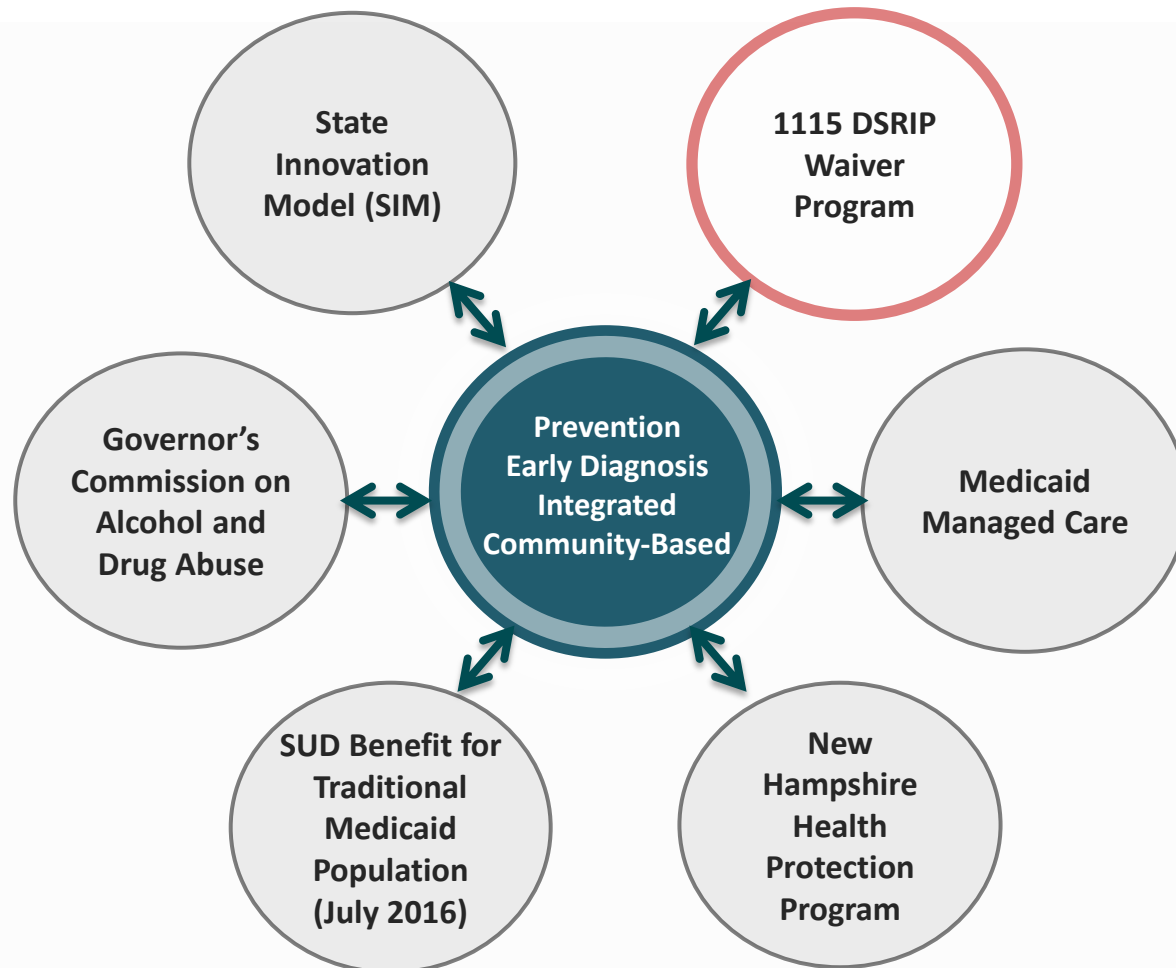 State
Innovation
Model (SIM)
1115 DSRIP
Waiver
Program
Governor’s
Commission on
Alcohol and
Drug Abuse
Prevention
Early Diagnosis
Integrated
Community-Based
Medicaid
Managed Care
SUD Benefit for
Traditional
Medicaid
Population
(July 2016)
New
Hampshire
Health
Protection
Program